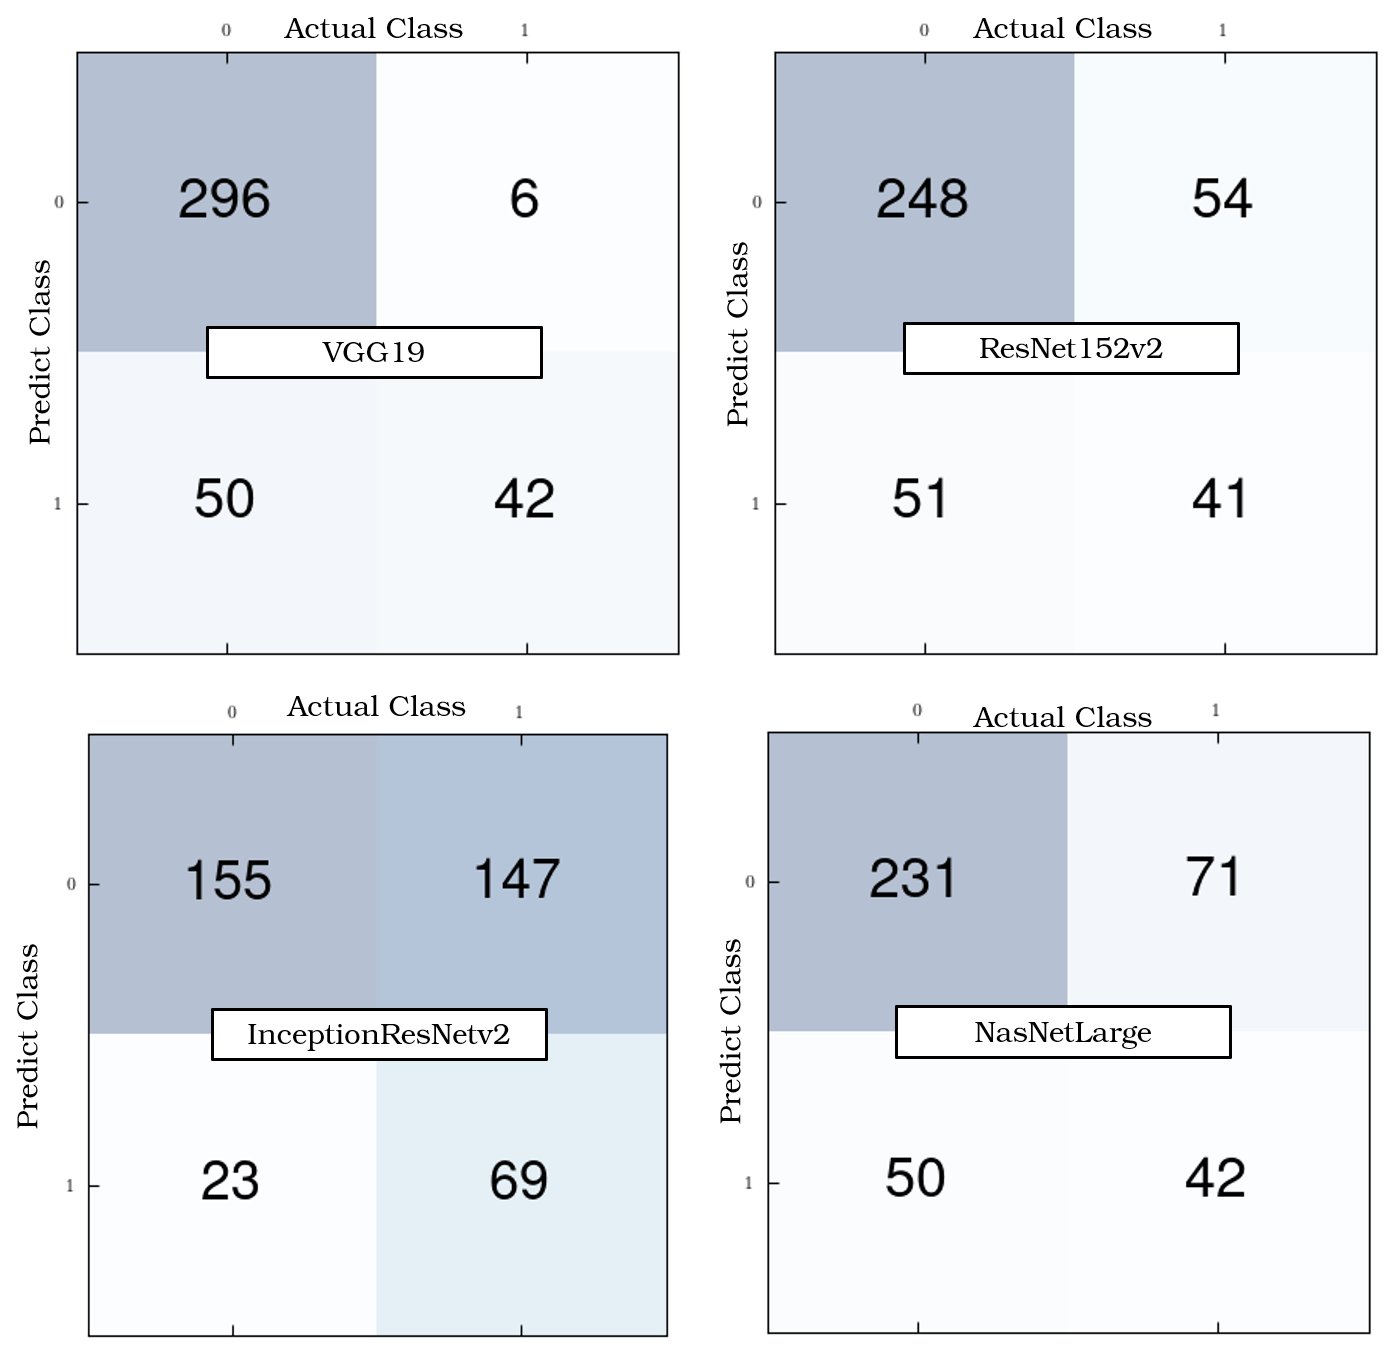 0 Actual Class 1
0 296 6
Predict Class
VGG19
1 50 42
0 Actual Class 1
0 248 54
Predict Class
ResNet152v2
1 51 41
0 Actual Class 1
0 155 147
Predict Class
InceptionResNetv2
1 23 69
0 Actual Class 1
0 231 71
Predict Class
NasNetLarge
1 50 42